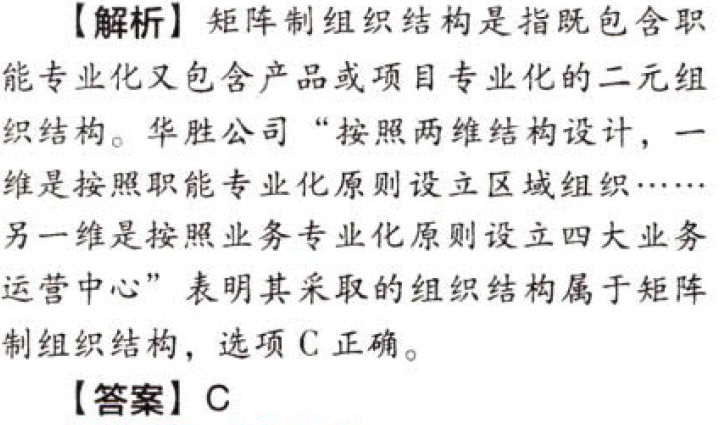 【解析】矩阵制组织结构是指既包含职
能专业化又包含产品或项目专业化的二元组
织结构。华胜公司“按照两维结构设计，一
维是按照职能专业化原则设立区域组织……
另一维是按照业务专业化原则设立四大业务
运营中心”表明其采取的组织结构属于矩阵
制组织结构，选项C正确。
【答案】C